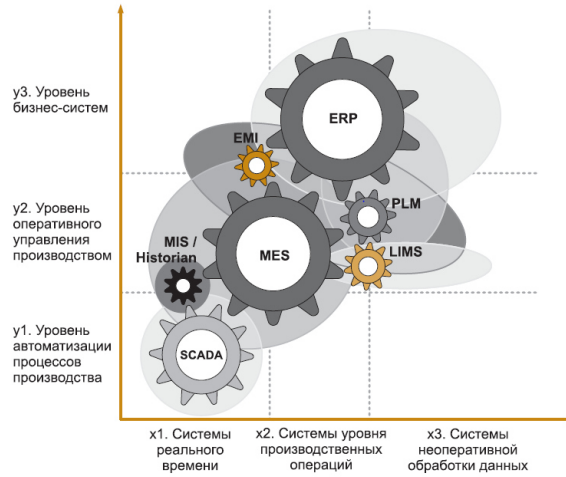 y3. Уровень
бизнес-систем
ERP
EMI
y2. Уровень
оперативного
управления
производством
PLM
MIS /
Historian
MES
LIMS
y1. Уровень
автоматизации
процессов
производства
SCADA
x1. Системы
реального
времени
x2. Системы уровня
производственных
операций
x3. Системы
неоперативной
обработки данных